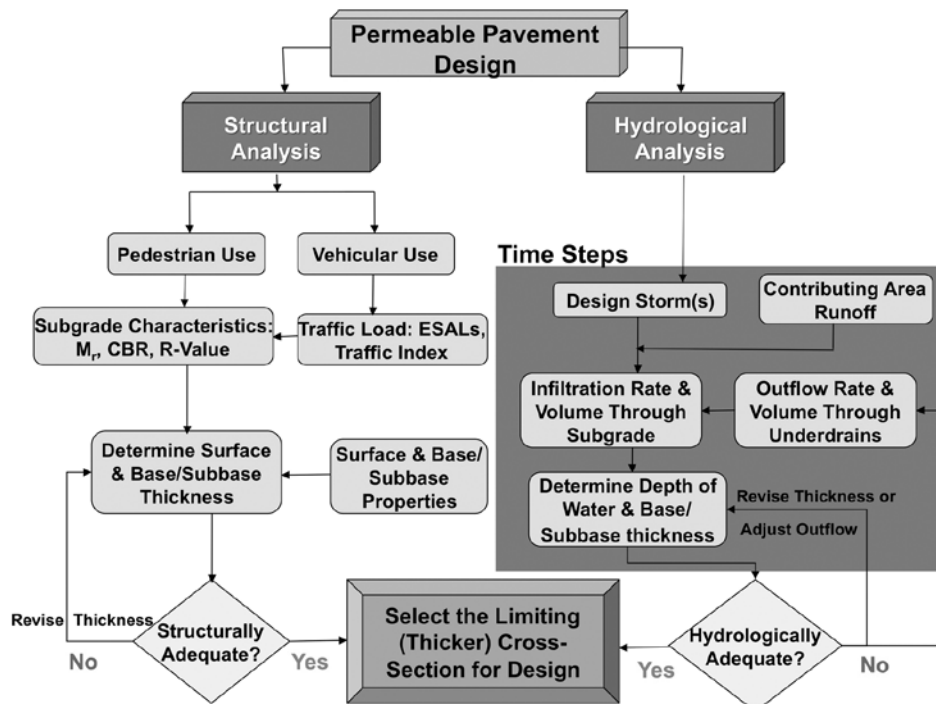 Permeable Pavement
Design
Structural
Analysis
Hydrological
Analysis
Pedestrian Use
Vehicular Use
Subgrade Characteristics:
Mr, CBR, R-Value
Traffic Load: ESALs,
Traffic Index
Determine Surface
& Base/Subbase
Thickness
Surface & Base/
Subbase
Properties
Revise Thickness
Structurally
Adequate?
No
Yes
Time Steps
Design Storm(s)
Contributing Area
Runoff
Infiltration Rate &
Volume Through
Subgrade
Outflow Rate &
Volume Through
Underdrains
Determine Depth of
Water & Base/
Subbase thickness
Revise Thickness or
Adjust Outflow
Hydrologically
Adequate?
Yes
No
Select the Limiting
(Thicker) Cross-
Section for Design